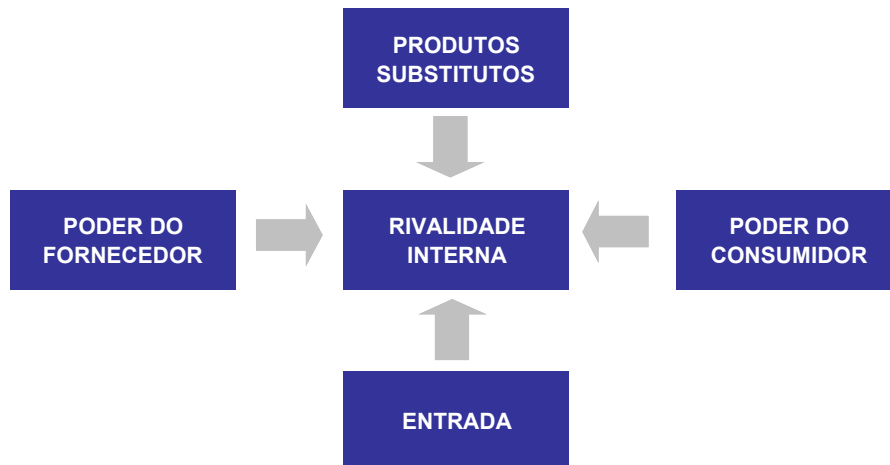 PRODUTOS
SUBSTITUTOS
PODER DO
FORNECEDOR
RIVALIDADE
INTERNA
PODER DO
CONSUMIDOR
ENTRADA